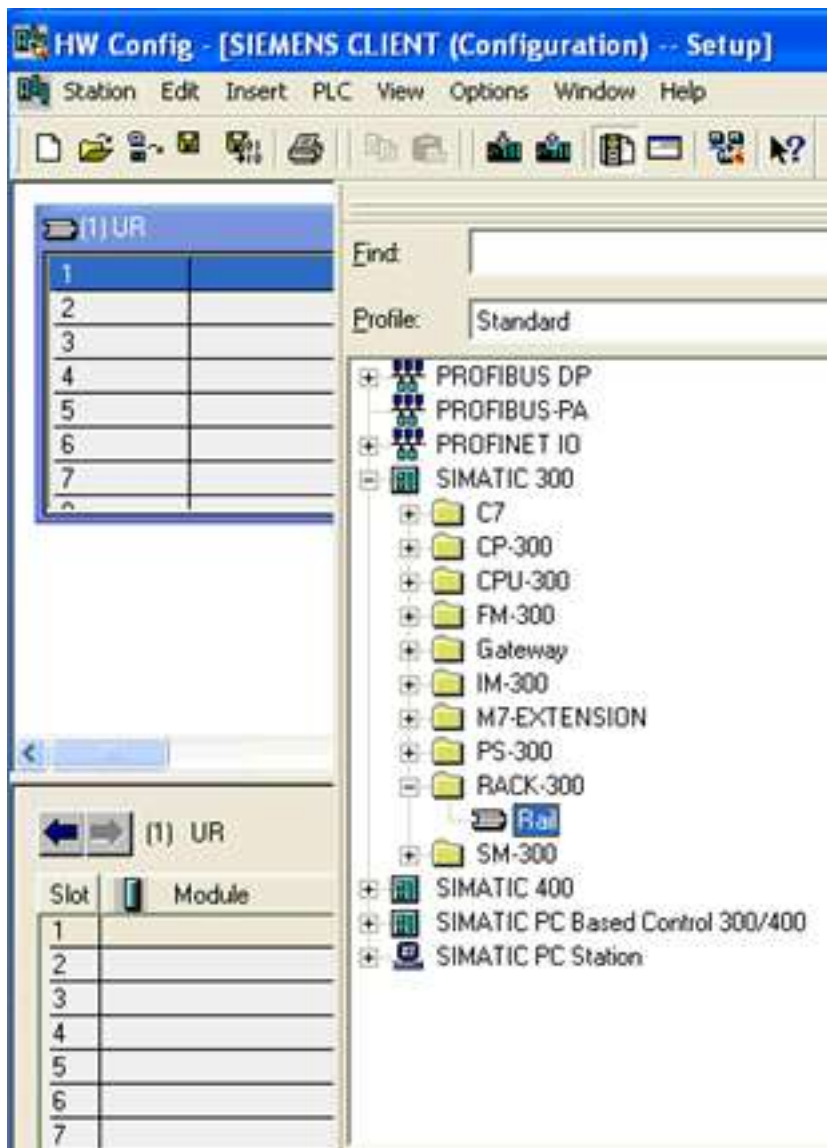 HW Config - [SIEMENS CLIENT (Configuration) -- Setup]
Station Edit Insert PLC View Options Window Help
(1) UR
1
2
3
4
5
6
7
Find:
Profile: Standard
PROFIBUS DP
PROFIBUS-PA
PROFINET IO
SIMATIC 300
C7
CP-300
CPU-300
FM-300
Gateway
IM-300
M7-EXTENSION
PS-300
RACK-300
Rail
SM-300
SIMATIC 400
SIMATIC PC Based Control 300/400
SIMATIC PC Station
(1) UR
Slot Module
1
2
3
4
5
6
7